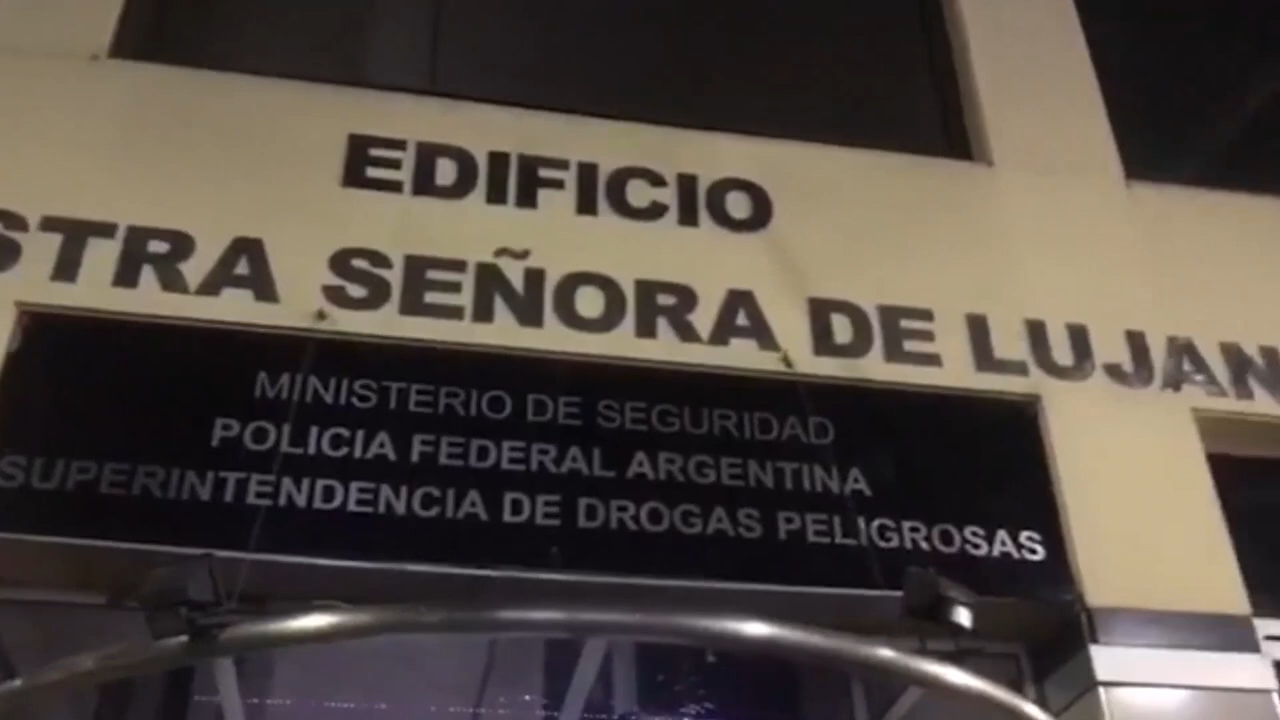 EDIFICIO
STRA SEÑORA DE LUJAN
MINISTERIO DE SEGURIDAD
POLICIA FEDERAL ARGENTINA
SUPERINTENDENCIA DE DROGAS PELIGROSAS